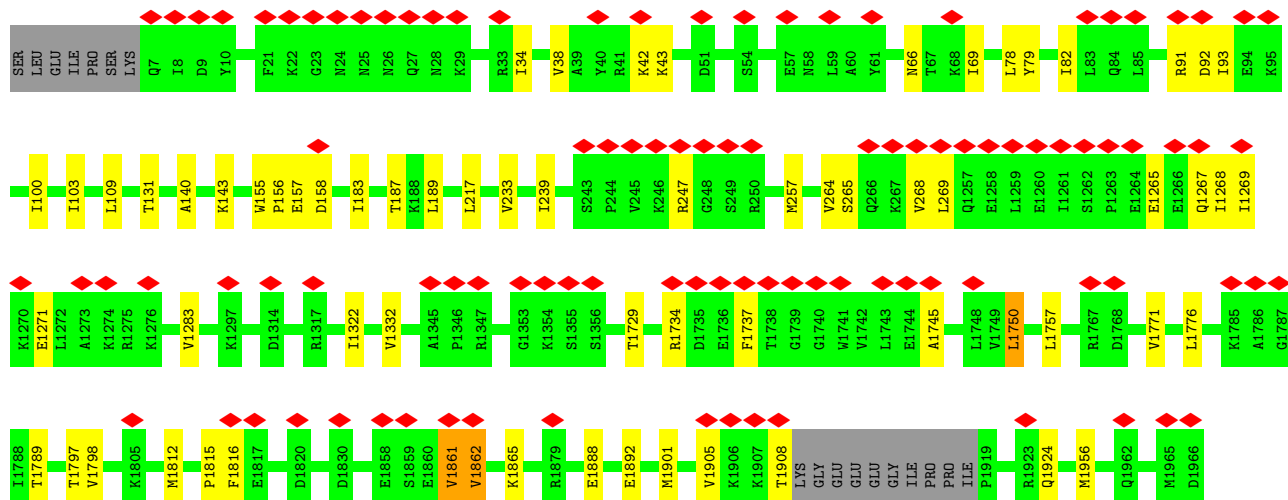 SER LEU GLU ILE PRO SER LYS Q7 I8 D9 Y10 F21 K22 G23 N24 N25 N26 Q27 N28 K29 R33 I34 V38 A39 Y40 R41 K42 K43 D51 S54 E57 N58 L59 A60 Y61 N66 T67 K68 I69 L78 Y79 I82 L83 Q84 L85 R91 D92 I93 E94 K95
I100 I103 L109 T131 A140 K143 W155 P156 E157 D158 I183 T187 K188 L189 L217 V233 I239 S243 P244 V245 K246 R247 G248 S249 R250 M257 V264 S265 Q266 K267 V268 L269 Q1257 E1258 L1259 E1260 I1261 S1262 P1263 E1264 E1265 E1266 Q1267 I1268 I1269
K1270 E1271 L1272 A1273 K1274 R1275 K1276 V1283 K1297 D1314 R1317 I1322 V1332 A1345 P1346 R1347 G1353 K1354 S1355 S1356 T1729 R1734 D1735 E1736 F1737 T1738 G1739 G1740 W1741 V1742 L1743 E1744 A1745 L1748 V1749 L1750 L1757 R1767 D1768 V1771 L1776 K1785 A1786 G1787
I1788 T1789 T1797 V1798 K1805 M1812 P1815 F1816 E1817 D1820 D1830 E1858 S1859 E1860 V1861 V1862 K1865 R1879 E1888 E1892 M1901 V1905 K1906 K1907 T1908 LYS GLY GLU GLU GLU GLY ILE PRO PRO ILE P1919 R1923 Q1924 M1956 Q1962 M1965 D1966